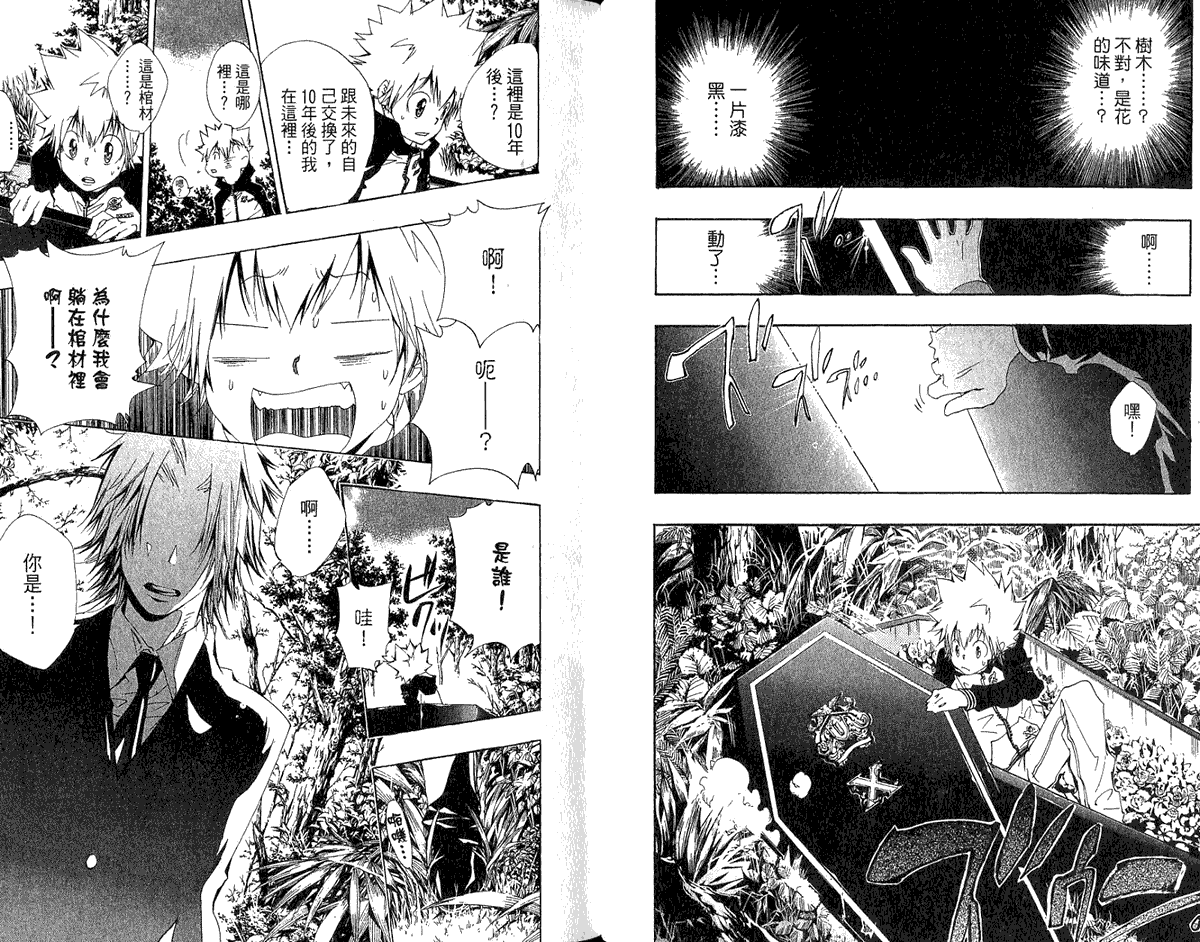 樹木……？
不對，是花
的味道…？
一片漆
黑……
啊……
動了…
嘿！
這裡是10年
後…？
跟未來的自
己交換了，
10年後的我
在這裡…
這是哪
裡…？
這是棺材
……？
……
啊！
呃——？
為什麼我會
躺在棺材裡
啊——？
是誰！
ビクッ
哇！
啊……
你是…！